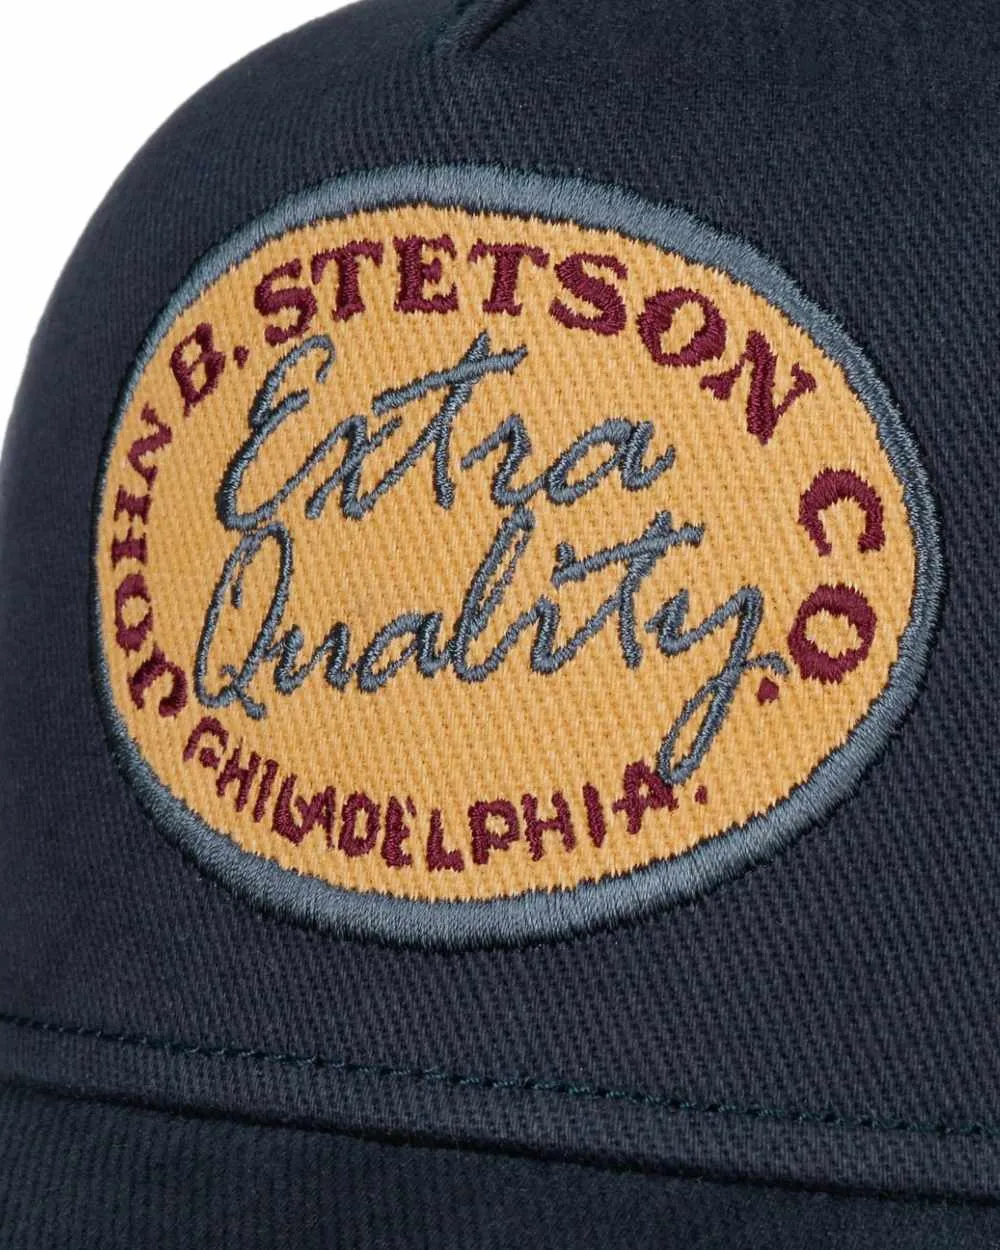 JOHN B. STETSON CO.
Extra
Quality.
PHILADELPHIA.